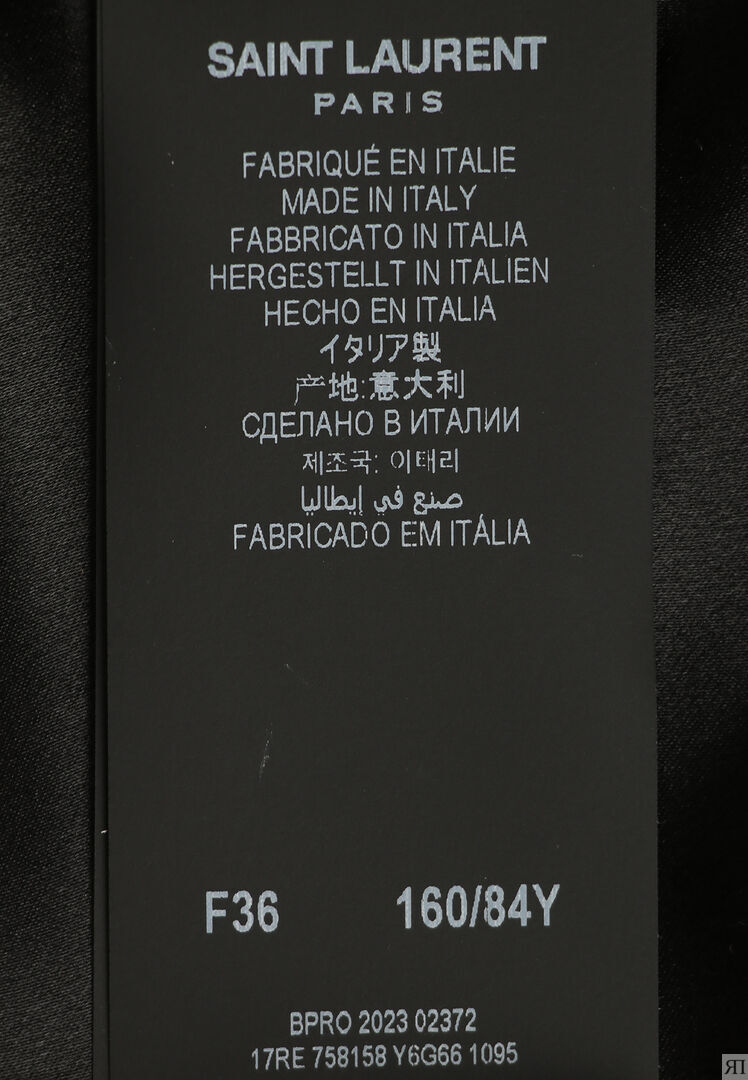 SAINT LAURENT
PARIS
FABRIQUÉ EN ITALIE
MADE IN ITALY
FABBRICATO IN ITALIA
HERGESTELLT IN ITALIEN
HECHO EN ITALIA
イタリア製
产地:意大利
СДЕЛАНО В ИТАЛИИ
제조국: 이태리
صنع في إيطاليا
FABRICADO EM ITÁLIA
F36 160/84Y
BPRO 2023 02372
17RE 758158 Y6G66 1095
ЯП